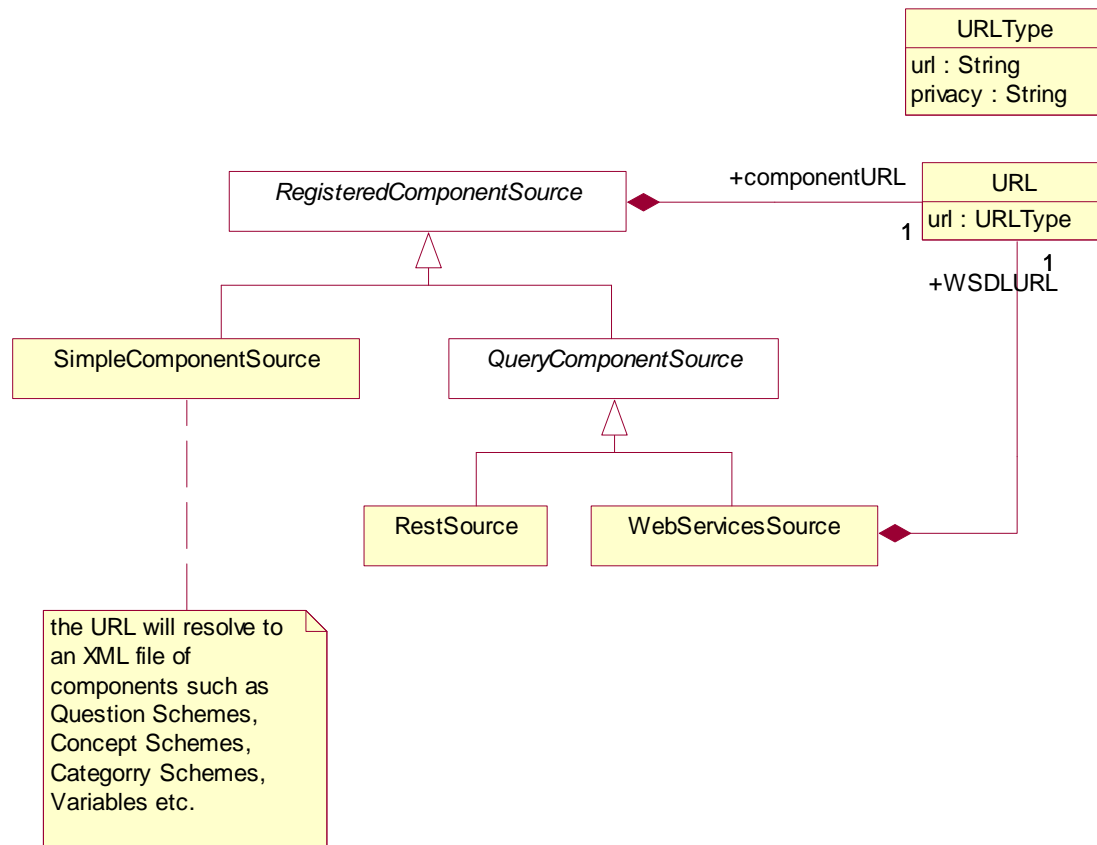 URLType
url : String
privacy : String
+componentURL
RegisteredComponentSource
URL
url : URLType
1
1
+WSDLURL
SimpleComponentSource
QueryComponentSource
RestSource
WebServicesSource
the URL will resolve to
an XML file of
components such as
Question Schemes,
Concept Schemes,
Categorry Schemes,
Variables etc.